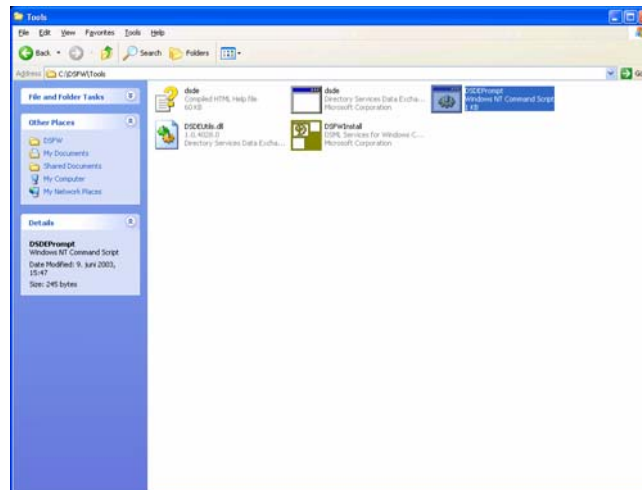 Tools
File Edit View Favorites Tools Help
Back Search Folders
Address C:\DSFW\Tools Go
File and Folder Tasks
Other Places
DSFW
My Documents
Shared Documents
My Computer
My Network Places
Details
DSDEPrompt
Windows NT Command Script
Date Modified: 9. juni 2003,
15:47
Size: 245 bytes
dsde
Compiled HTML Help file
60 KB
dsde
Directory Services Data Excha...
Microsoft Corporation
DSDEPrompt
Windows NT Command Script
1 KB
DSDEUtils.dll
1.0.4028.0
Directory Services Data Excha...
DSFWInstall
DSML Services for Windows C...
Microsoft Corporation